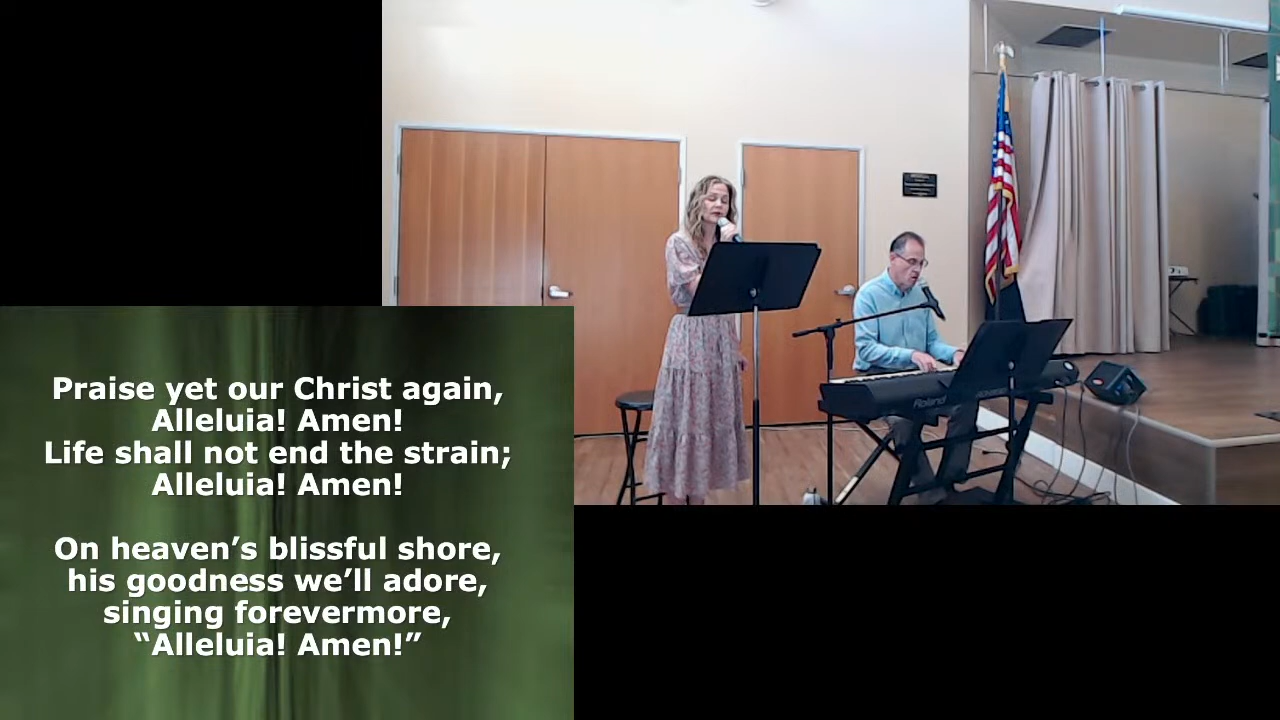 Praise yet our Christ again,
Alleluia! Amen!
Life shall not end the strain;
Alleluia! Amen!
On heaven’s blissful shore,
his goodness we’ll adore,
singing forevermore,
“Alleluia! Amen!”
Roland